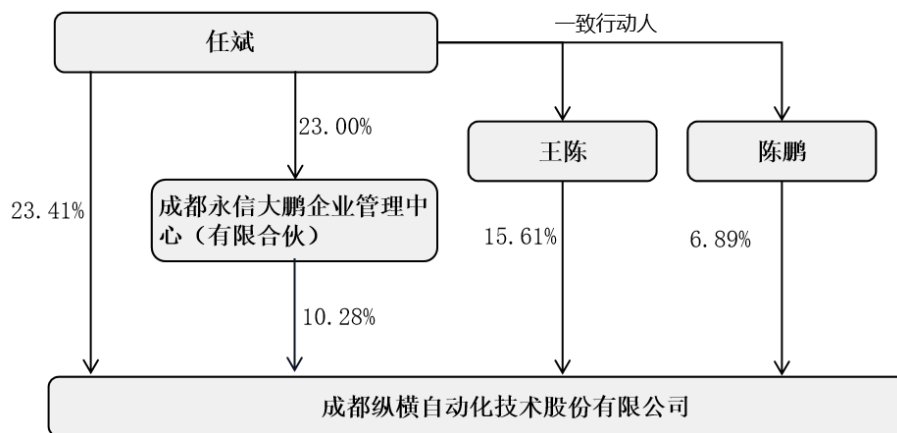 任斌
一致行动人
23.00%
王陈
陈鹏
23.41%
成都永信大鹏企业管理中
心（有限合伙）
15.61%
6.89%
10.28%
成都纵横自动化技术股份有限公司